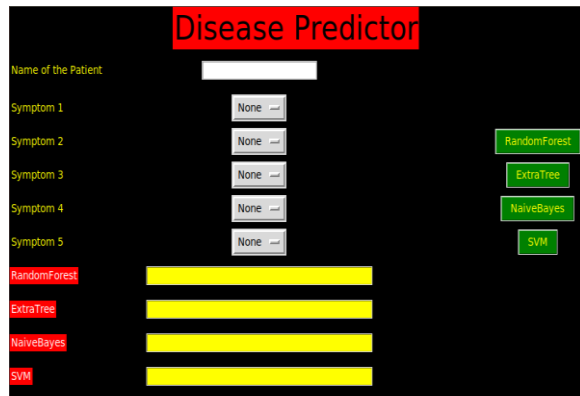 Disease Predictor
Name of the Patient
Symptom 1 None
Symptom 2 None RandomForest
Symptom 3 None ExtraTree
Symptom 4 None NaiveBayes
Symptom 5 None SVM
RandomForest
ExtraTree
NaiveBayes
SVM